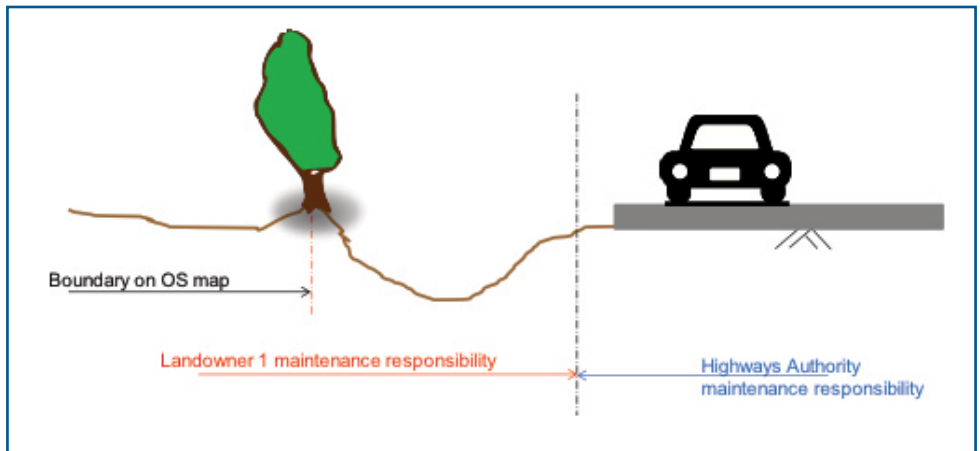 Boundary on OS map
Landowner 1 maintenance responsibility
Highways Authority
maintenance responsibility